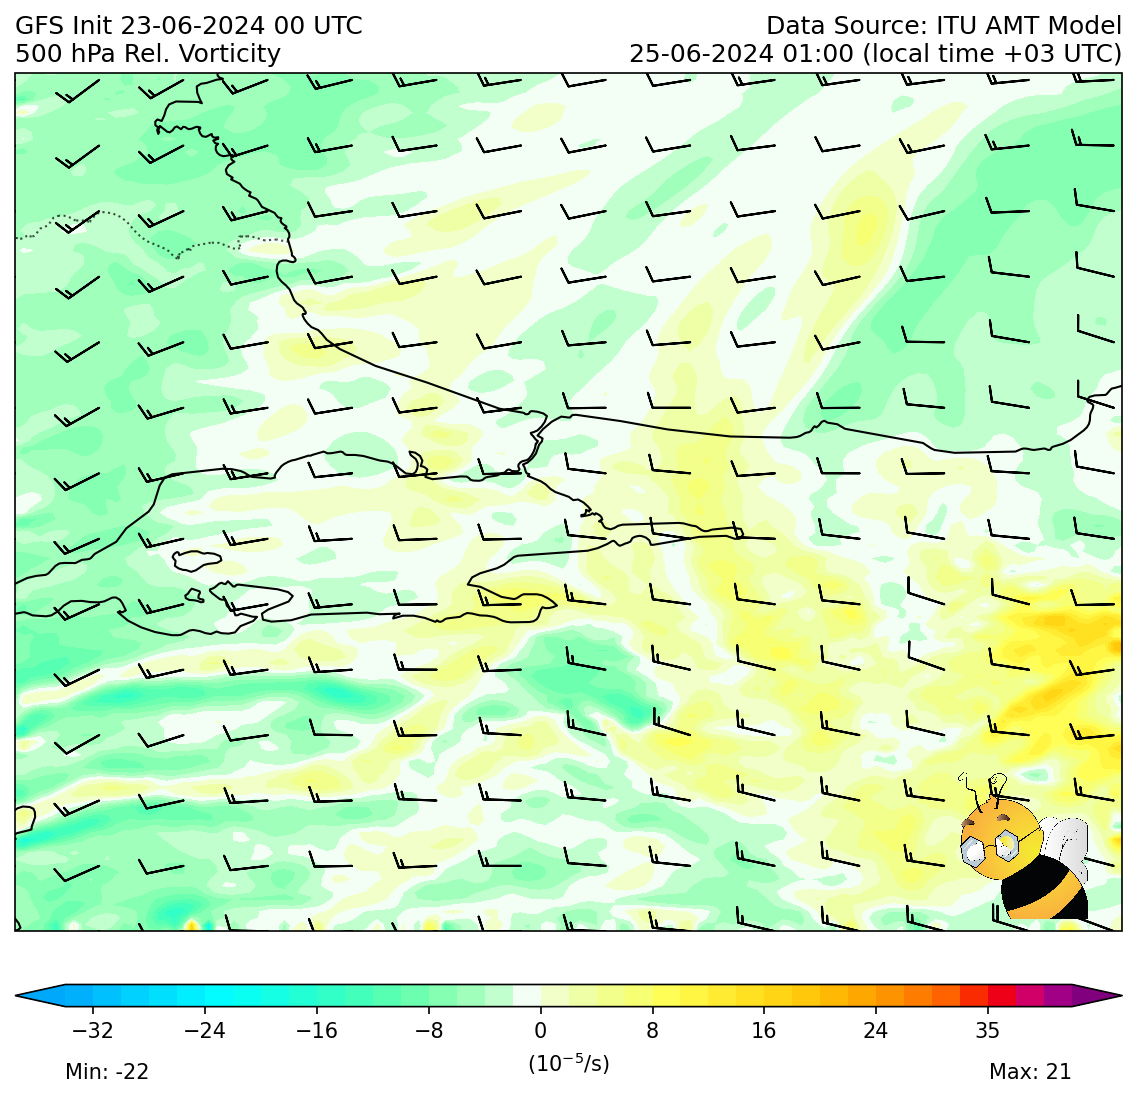 GFS Init 23-06-2024 00 UTC
Data Source: ITU AMT Model
500 hPa Rel. Vorticity
25-06-2024 01:00 (local time +03 UTC)
−32 −24 −16 −8 0 8 16 24 35
(10⁻⁵/s)
Min: -22
Max: 21